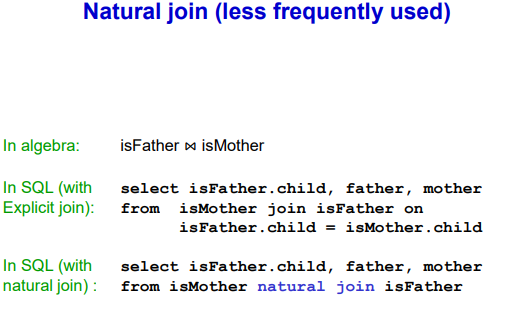 Natural join (less frequently used)
In algebra: isFather ⋈ isMother
In SQL (with select isFather.child, father, mother
Explicit join): from isMother join isFather on
isFather.child = isMother.child
In SQL (with select isFather.child, father, mother
natural join) : from isMother natural join isFather